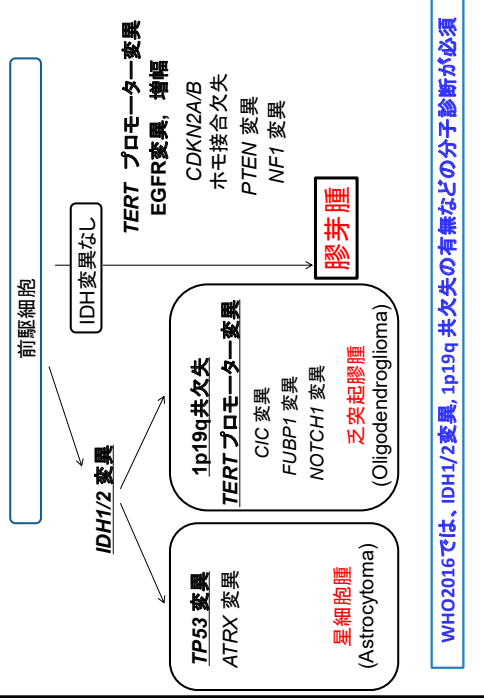 前駆細胞
IDH変異なし
IDH1/2 変異
TP53 変異
ATRX 変異
星細胞腫
(Astrocytoma)
1p19q共欠失
TERT プロモーター変異
CIC 変異
FUBP1 変異
NOTCH1 変異
乏突起膠腫
(Oligodendroglioma)
TERT プロモーター変異
EGFR変異, 増幅
CDKN2A/B
ホモ接合欠失
PTEN 変異
NF1 変異
膠芽腫
WHO2016では、IDH1/2変異, 1p19q 共欠失の有無などの分子診断が必須